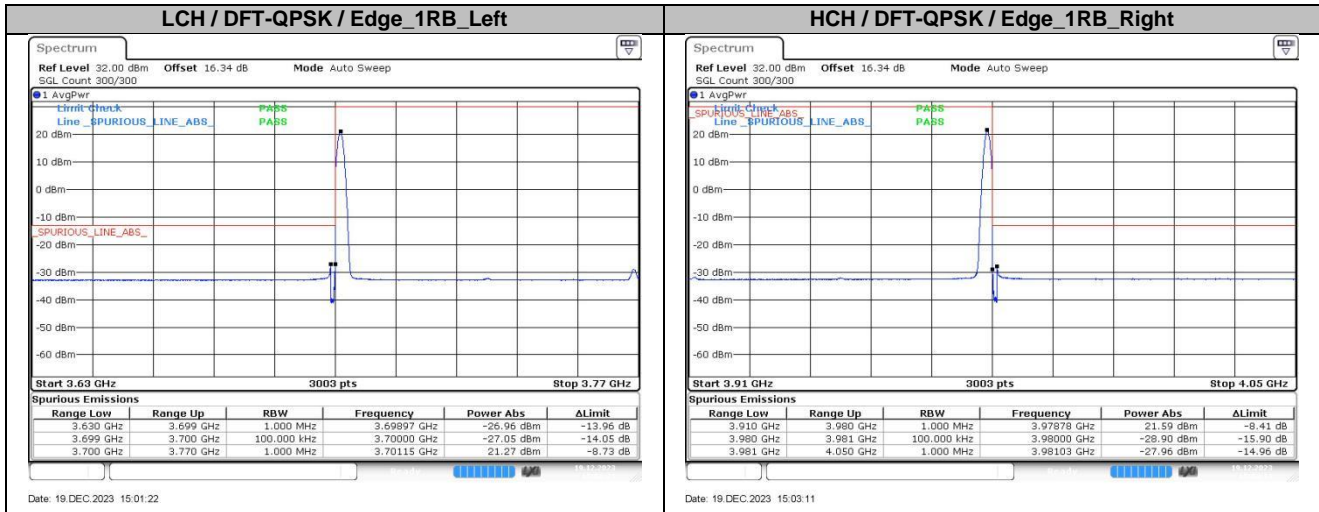 LCH / DFT-QPSK / Edge_1RB_Left
Spectrum
Ref Level 32.00 dBm Offset 16.34 dB Mode Auto Sweep
SGL Count 300/300
1 AvgPwr
Limit Check PASS
Line _SPURIOUS_LINE_ABS_ PASS
20 dBm
10 dBm
0 dBm
-10 dBm
_SPURIOUS_LINE_ABS_
-20 dBm
-30 dBm
-40 dBm
-50 dBm
-60 dBm
Start 3.63 GHz 3003 pts Stop 3.77 GHz
Spurious Emissions
Range Low Range Up RBW Frequency Power Abs ΔLimit
3.630 GHz 3.699 GHz 1.000 MHz 3.69897 GHz -26.96 dBm -13.96 dB
3.699 GHz 3.700 GHz 100.000 kHz 3.70000 GHz -27.05 dBm -14.05 dB
3.700 GHz 3.770 GHz 1.000 MHz 3.70115 GHz 21.27 dBm -8.73 dB
Date: 19.DEC.2023 15:01:22
HCH / DFT-QPSK / Edge_1RB_Right
Spectrum
Ref Level 32.00 dBm Offset 16.34 dB Mode Auto Sweep
SGL Count 300/300
1 AvgPwr
Limit Check PASS
_SPURIOUS_LINE_ABS_
Line _SPURIOUS_LINE_ABS_ PASS
20 dBm
10 dBm
0 dBm
-10 dBm
-20 dBm
-30 dBm
-40 dBm
-50 dBm
-60 dBm
Start 3.91 GHz 3003 pts Stop 4.05 GHz
Spurious Emissions
Range Low Range Up RBW Frequency Power Abs ΔLimit
3.910 GHz 3.980 GHz 1.000 MHz 3.97878 GHz 21.59 dBm -8.41 dB
3.980 GHz 3.981 GHz 100.000 kHz 3.98000 GHz -28.90 dBm -15.90 dB
3.981 GHz 4.050 GHz 1.000 MHz 3.98103 GHz -27.96 dBm -14.96 dB
Date: 19.DEC.2023 15:03:11